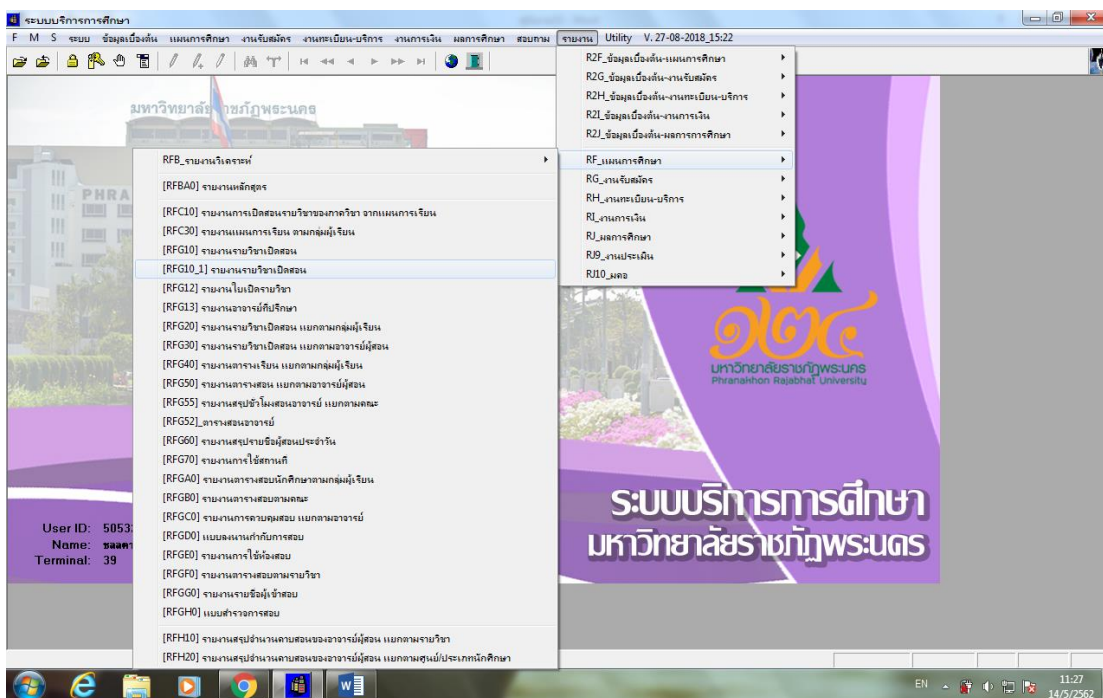 ระบบบริการการศึกษา
F M S ระบบ ข้อมูลเบื้องต้น แผนการศึกษา งานรับสมัคร งานทะเบียน-บริการ งานการเงิน ผลการศึกษา สอบถาม รายงาน Utility V. 27-08-2018_15:22
มหาวิทยาลัยราชภัฏพระนคร
PHRA
R2F_ข้อมูลเบื้องต้น-แผนการศึกษา
R2G_ข้อมูลเบื้องต้น-งานรับสมัคร
R2H_ข้อมูลเบื้องต้น-งานทะเบียน-บริการ
R2I_ข้อมูลเบื้องต้น-งานการเงิน
R2J_ข้อมูลเบื้องต้น-ผลการการศึกษา
RF_แผนการศึกษา
RG_งานรับสมัคร
RH_งานทะเบียน-บริการ
RI_งานการเงิน
RJ_ผลการศึกษา
RJ9_งานประเมิน
RJ10_มคอ
RFB_รายงานวิเคราะห์
[RFBA0] รายงานหลักสูตร
[RFC10] รายงานการเปิดสอนรายวิชาของภาควิชา จากแผนการเรียน
[RFC30] รายงานแผนการเรียน ตามกลุ่มผู้เรียน
[RFG10] รายงานรายวิชาเปิดสอน
[RFG10_1] รายงานรายวิชาเปิดสอน
[RFG12] รายงานใบเปิดรายวิชา
[RFG13] รายงานอาจารย์ที่ปรึกษา
[RFG20] รายงานรายวิชาเปิดสอน แยกตามกลุ่มผู้เรียน
[RFG30] รายงานรายวิชาเปิดสอน แยกตามอาจารย์ผู้สอน
[RFG40] รายงานตารางเรียน แยกตามกลุ่มผู้เรียน
[RFG50] รายงานตารางสอน แยกตามอาจารย์ผู้สอน
[RFG55] รายงานสรุปชั่วโมงสอนอาจารย์ แยกตามคณะ
[RFG52]_ตารางสอนอาจารย์
[RFG60] รายงานสรุปรายชื่อผู้สอนประจำวัน
[RFG70] รายงานการใช้สถานที่
[RFGA0] รายงานตารางสอบนักศึกษาตามกลุ่มผู้เรียน
[RFGB0] รายงานตารางสอบตามคณะ
[RFGC0] รายงานการคุมสอบ แยกตามอาจารย์
[RFGD0] แบบลงนามกำกับการสอบ
[RFGE0] รายงานการใช้ห้องสอบ
[RFGF0] รายงานตารางสอบตามรายวิชา
[RFGG0] รายงานรายชื่อผู้เข้าสอบ
[RFGH0] แบบสำรวจการสอบ
[RFH10] รายงานสรุปจำนวนคาบสอนของอาจารย์ผู้สอน แยกตามรายวิชา
[RFH20] รายงานสรุปจำนวนคาบสอนของอาจารย์ผู้สอน แยกตามศูนย์/ประเภทนักศึกษา
มหาวิทยาลัยราชภัฏพระนคร
Phranakhon Rajabhat University
ระบบบริการการศึกษา
มหาวิทยาลัยราชภัฏพระนคร
User ID: 5053
Name:
Terminal: 39
EN
11:27
14/5/2562